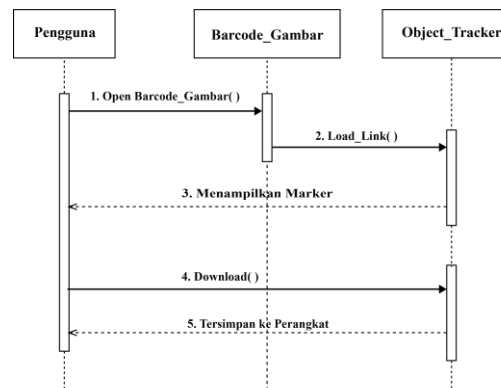 Pengguna
Barcode_Gambar
Object_Tracker
1. Open Barcode_Gambar( )
2. Load_Link( )
3. Menampilkan Marker
4. Download( )
5. Tersimpan ke Perangkat